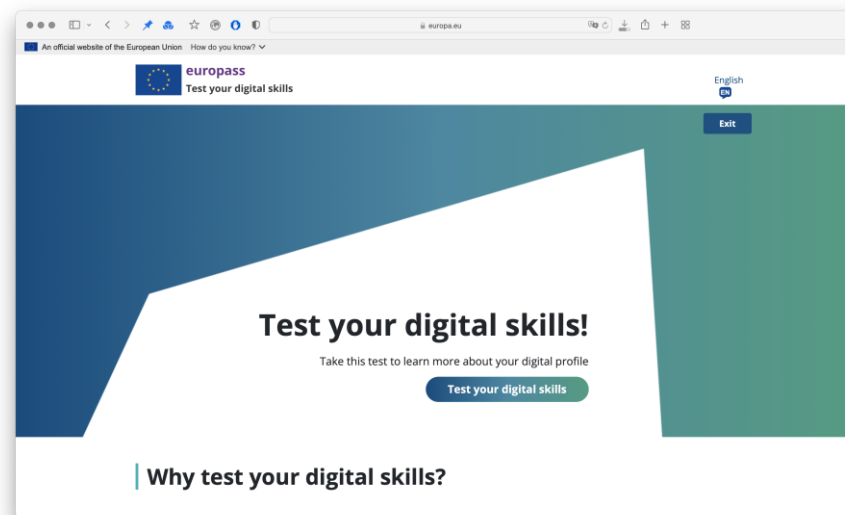 europa.eu
An official website of the European Union How do you know?
europass
Test your digital skills
English
EN
Exit
Test your digital skills!
Take this test to learn more about your digital profile
Test your digital skills
Why test your digital skills?